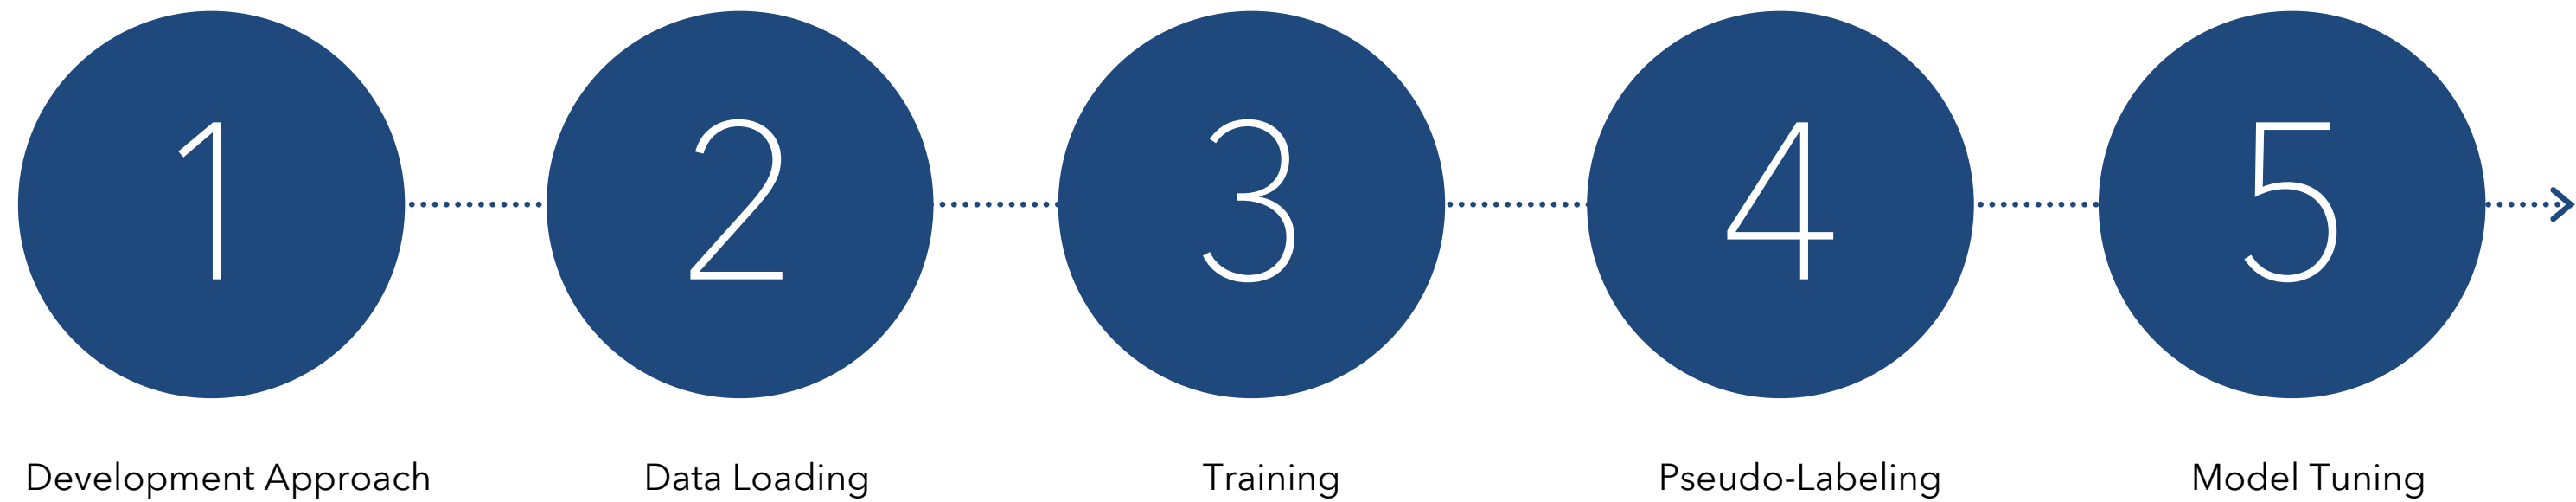 1 2 3 4 5
Development Approach Data Loading Training Pseudo-Labeling Model Tuning